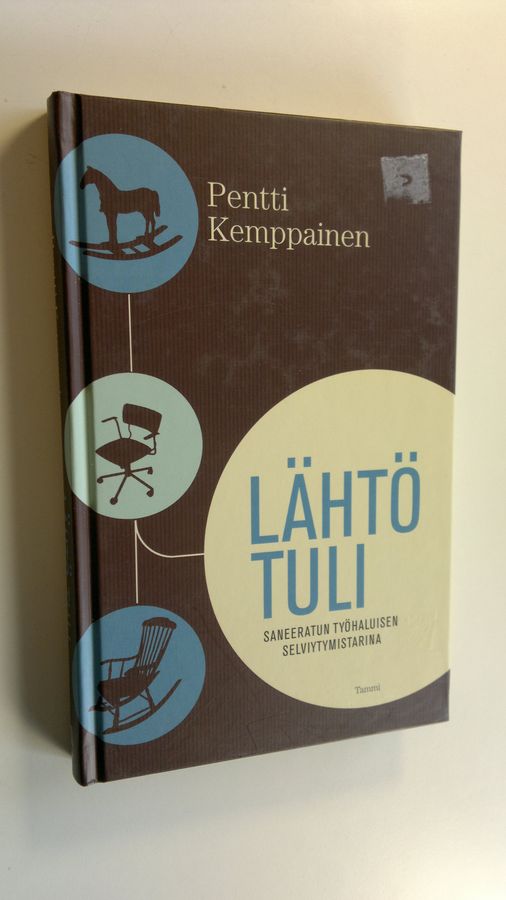 Pentti
Kemppainen
LÄHTÖ
TULI
SANEERATUN TYÖHALUISEN
SELVIYTYMISTARINA
Tammi